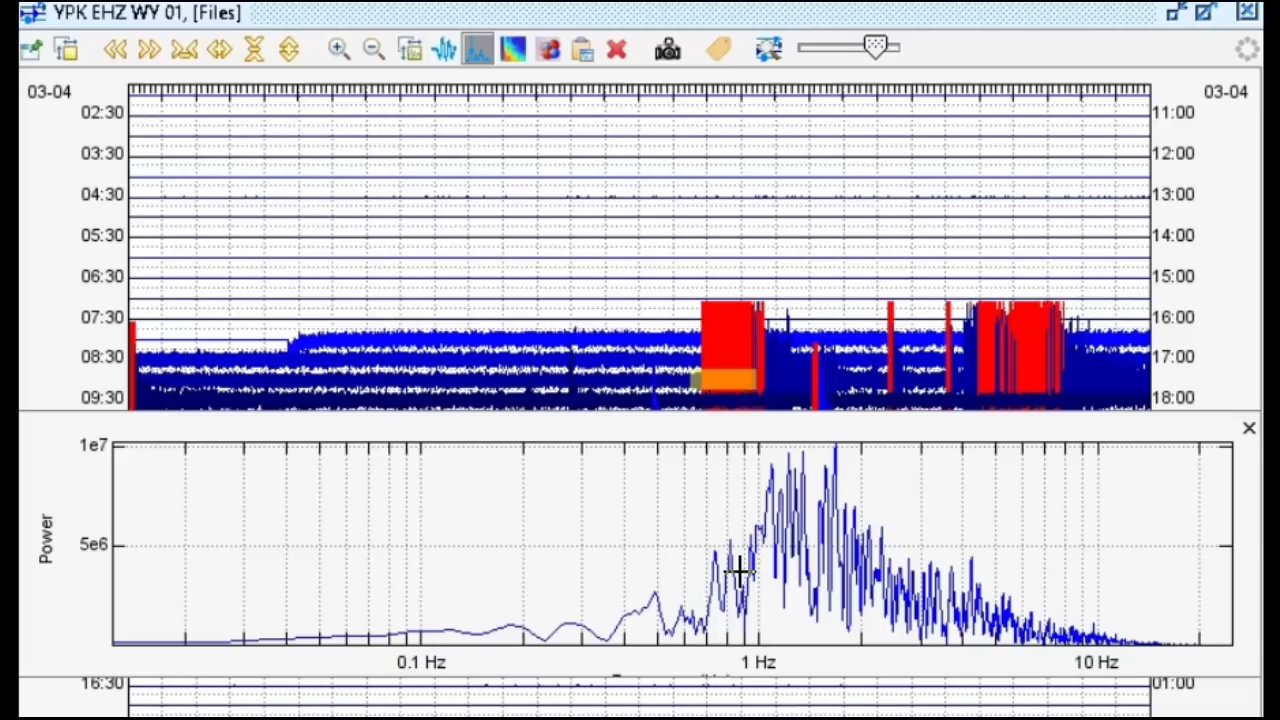 YPK EHZ WY 01, [Files]
03-04 03-04
02:30 11:00
03:30 12:00
04:30 13:00
05:30 14:00
06:30 15:00
07:30 16:00
08:30 17:00
09:30 18:00
1e7
5e6
Power
0.1 Hz 1 Hz 10 Hz
16:30 01:00